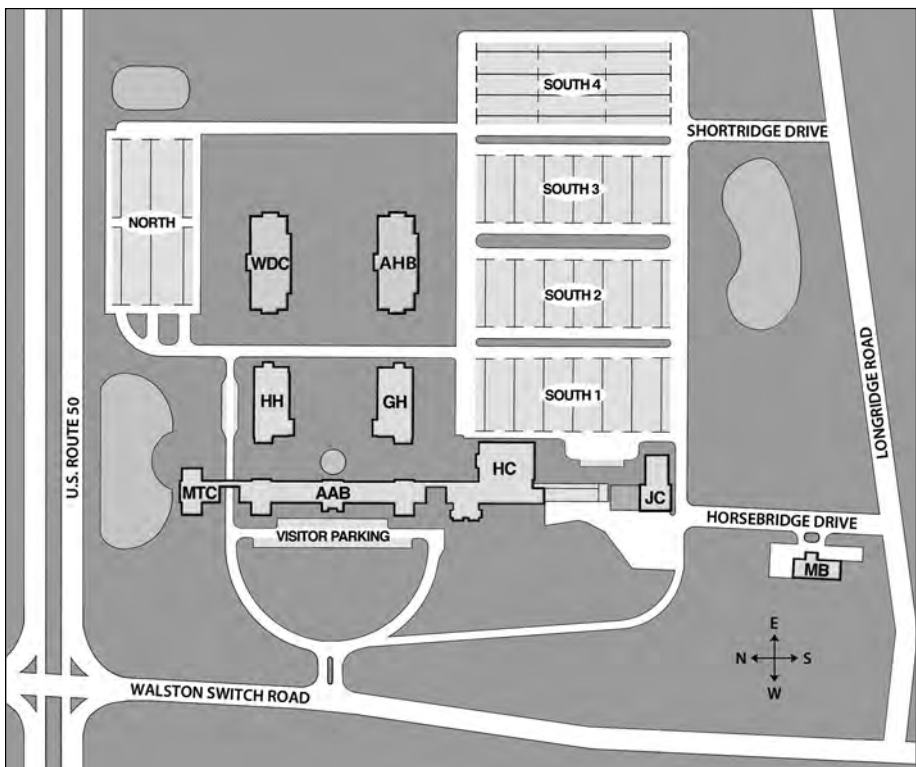 SOUTH 4
SHORTRIDGE DRIVE
SOUTH 3
NORTH
WDC
AHB
SOUTH 2
LONGRIDGE ROAD
U.S. ROUTE 50
HH
GH
SOUTH 1
HC
MTC
AAB
JC
HORSEBRIDGE DRIVE
VISITOR PARKING
MB
E
N
S
W
WALSTON SWITCH ROAD